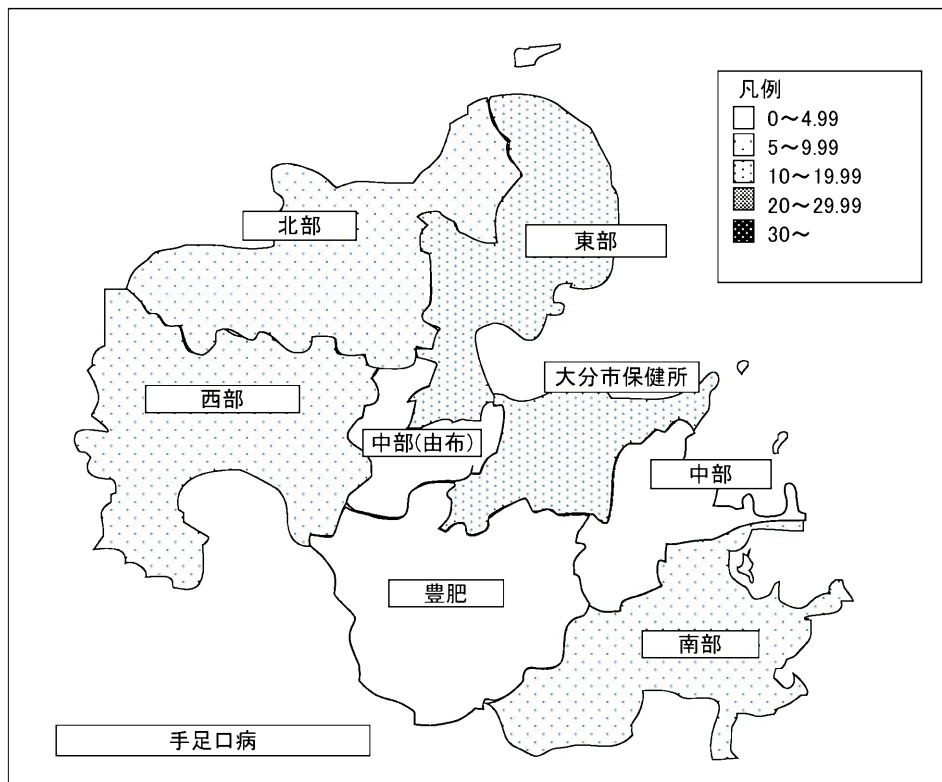 凡例
0～4.99
5～9.99
10～19.99
20～29.99
30～
北部
東部
大分市保健所
西部
中部(由布)
中部
豊肥
南部
手足口病